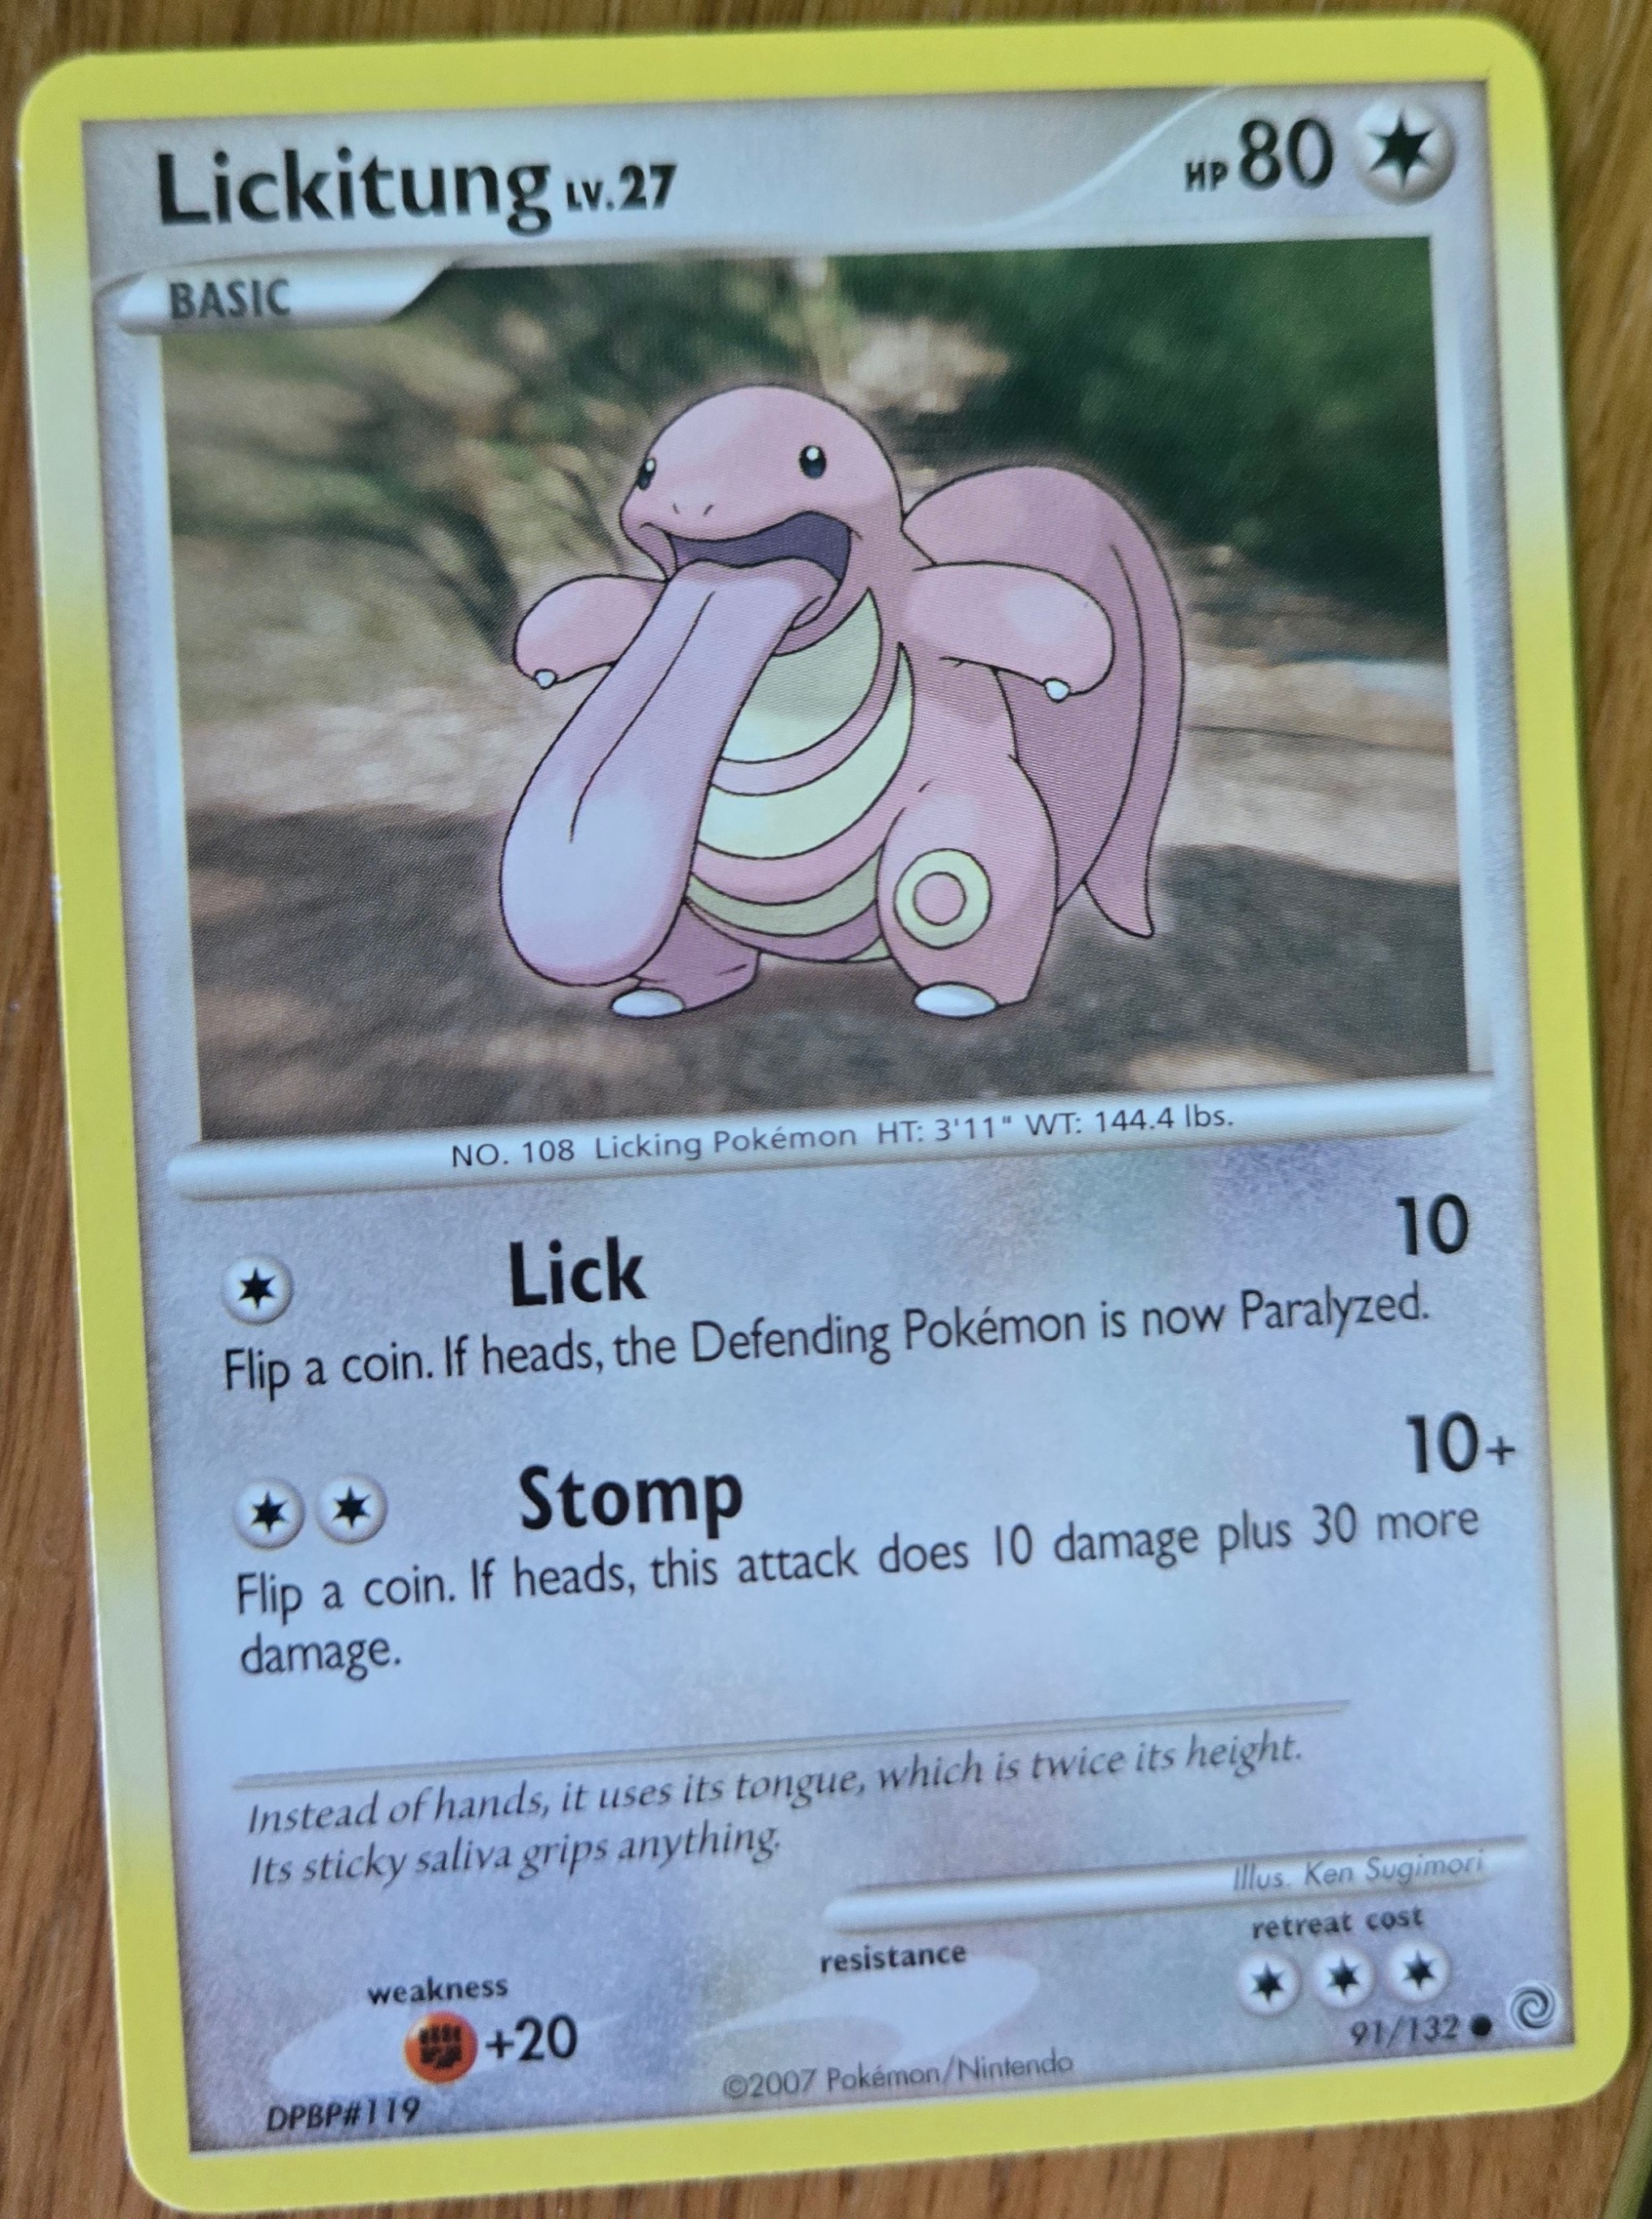 Lickitung LV.27 HP 80
BASIC
NO. 108 Licking Pokémon HT: 3'11" WT: 144.4 lbs.
Lick 10
Flip a coin. If heads, the Defending Pokémon is now Paralyzed.
Stomp 10+
Flip a coin. If heads, this attack does 10 damage plus 30 more
damage.
Instead of hands, it uses its tongue, which is twice its height.
Its sticky saliva grips anything.
Illus. Ken Sugimori
weakness resistance retreat cost
+20
91/132
DPBP#119 ©2007 Pokémon/Nintendo